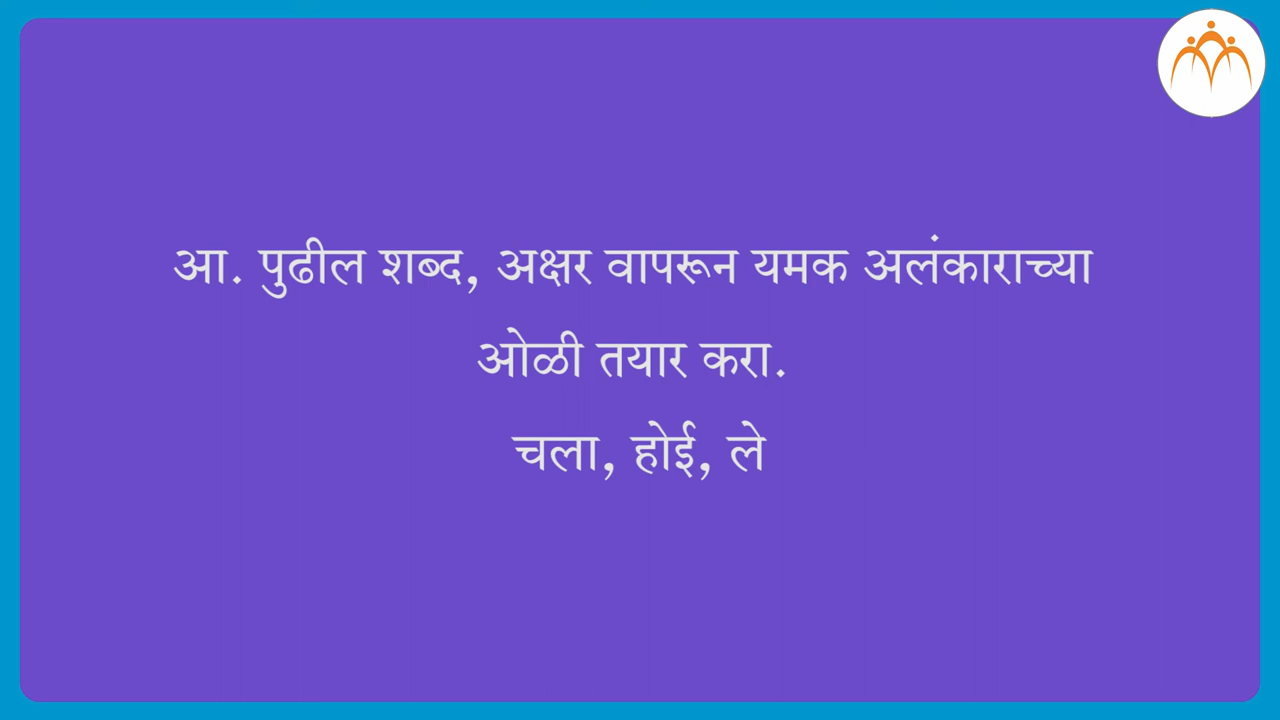 आ. पुढील शब्द, अक्षर वापरून यमक अलंकाराच्या
ओळी तयार करा.
चला, होई, ले